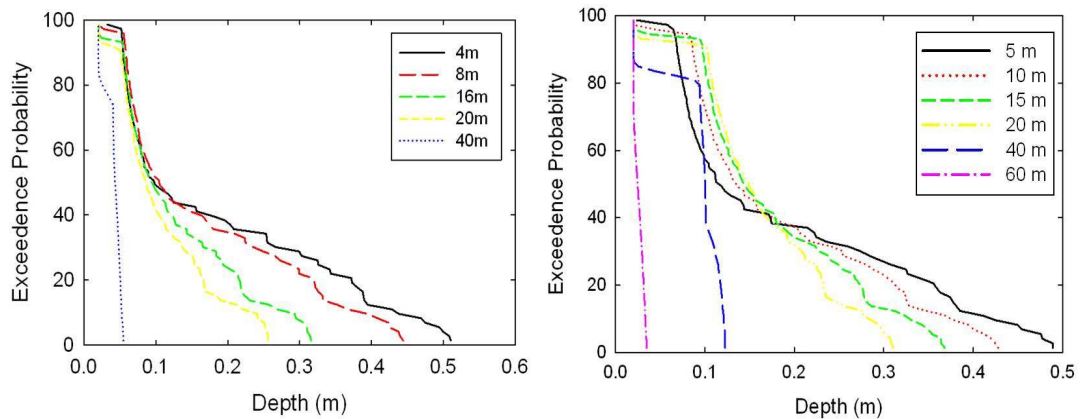 100
80
60
40
20
0
Exceedence Probability
4m
8m
16m
20m
40m
0.0 0.1 0.2 0.3 0.4 0.5 0.6
Depth (m)
100
80
60
40
20
0
Exceedence Probability
5 m
10 m
15 m
20 m
40 m
60 m
0.0 0.1 0.2 0.3 0.4 0.5
Depth (m)